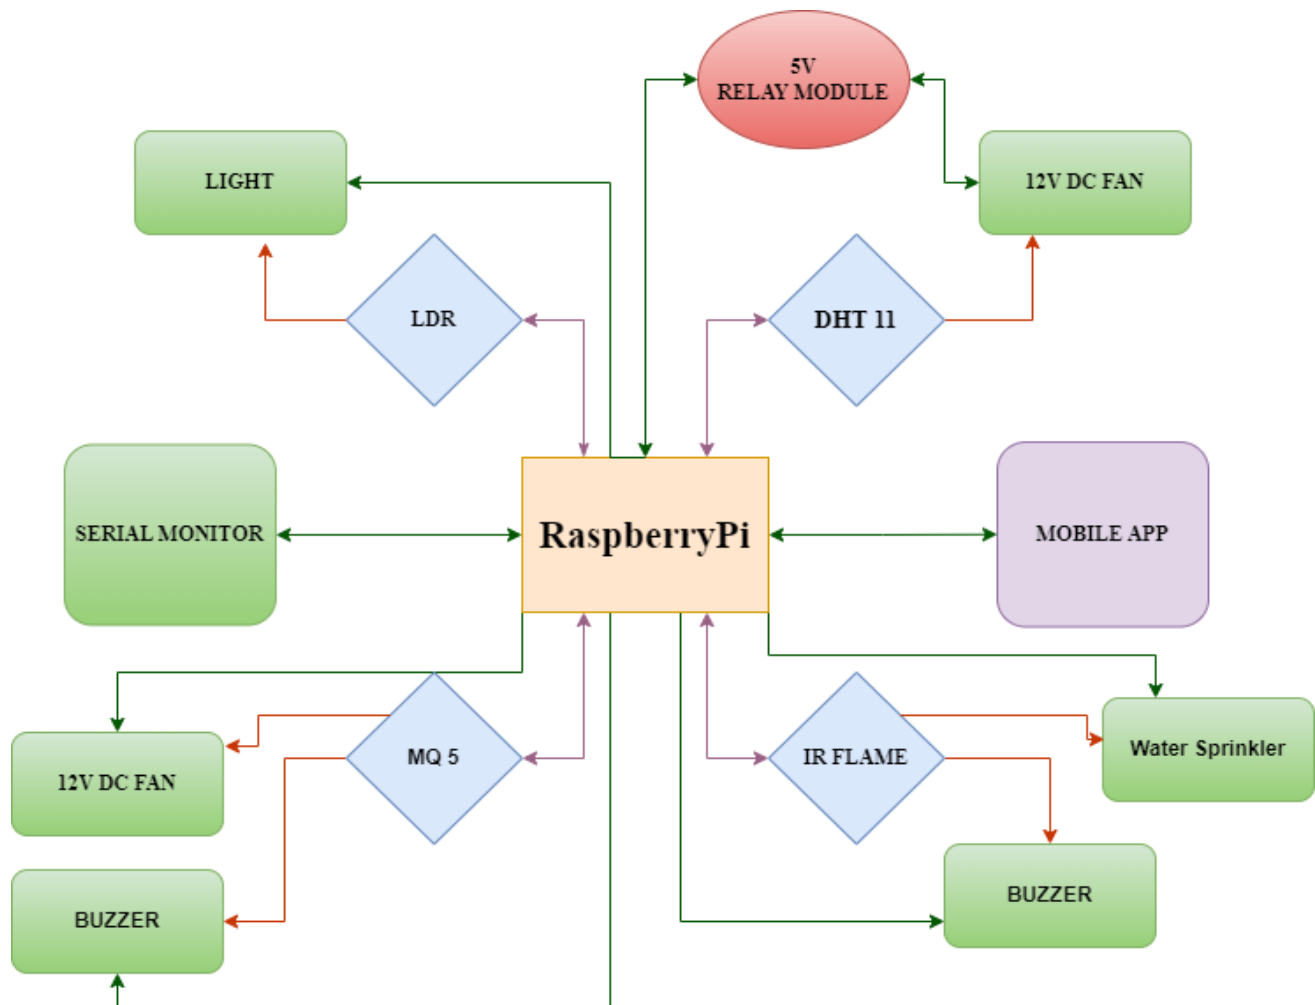 5V
RELAY MODULE
LIGHT
12V DC FAN
LDR
DHT 11
SERIAL MONITOR
RaspberryPi
MOBILE APP
MQ 5
IR FLAME
Water Sprinkler
12V DC FAN
BUZZER
BUZZER